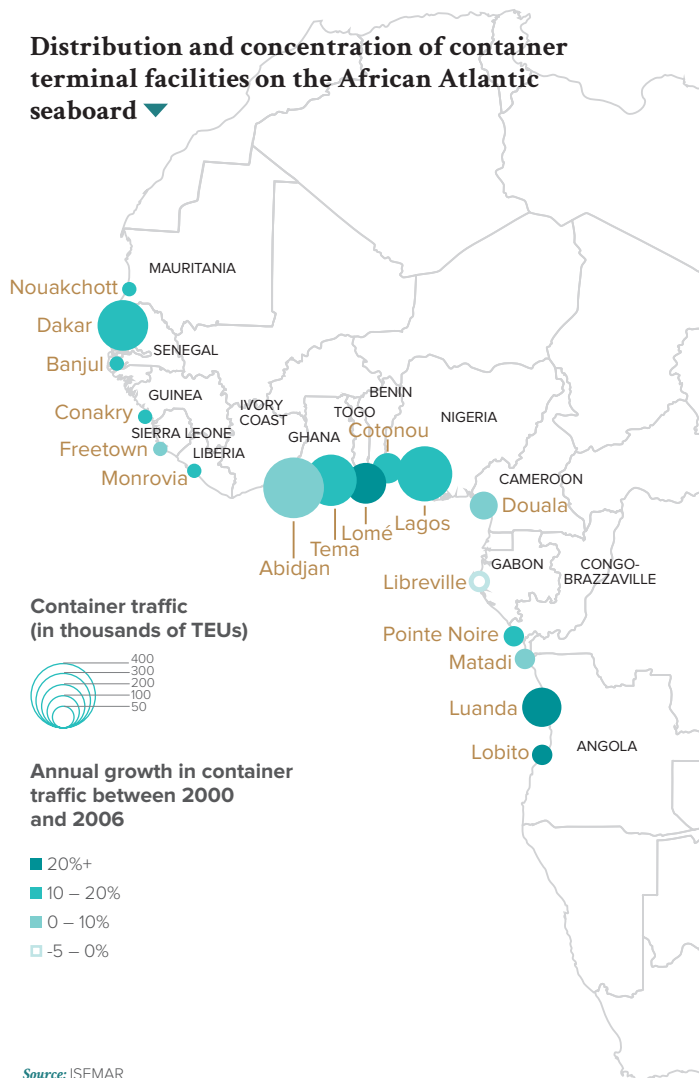 Distribution and concentration of container
terminal facilities on the African Atlantic
seaboard
MAURITANIA
Nouakchott
Dakar
SENEGAL
Banjul
GUINEA
Conakry
SIERRA LEONE
Freetown
LIBERIA
Monrovia
IVORY
COAST
GHANA
TOGO
BENIN
Cotonou
NIGERIA
Lagos
Lomé
Tema
Abidjan
CAMEROON
Douala
GABON
CONGO-
BRAZZAVILLE
Libreville
Pointe Noire
Matadi
Luanda
Lobito
ANGOLA
Container traffic
(in thousands of TEUs)
400
300
200
100
50
Annual growth in container
traffic between 2000
and 2006
20%+
10 – 20%
0 – 10%
-5 – 0%
Source: ISEMAR